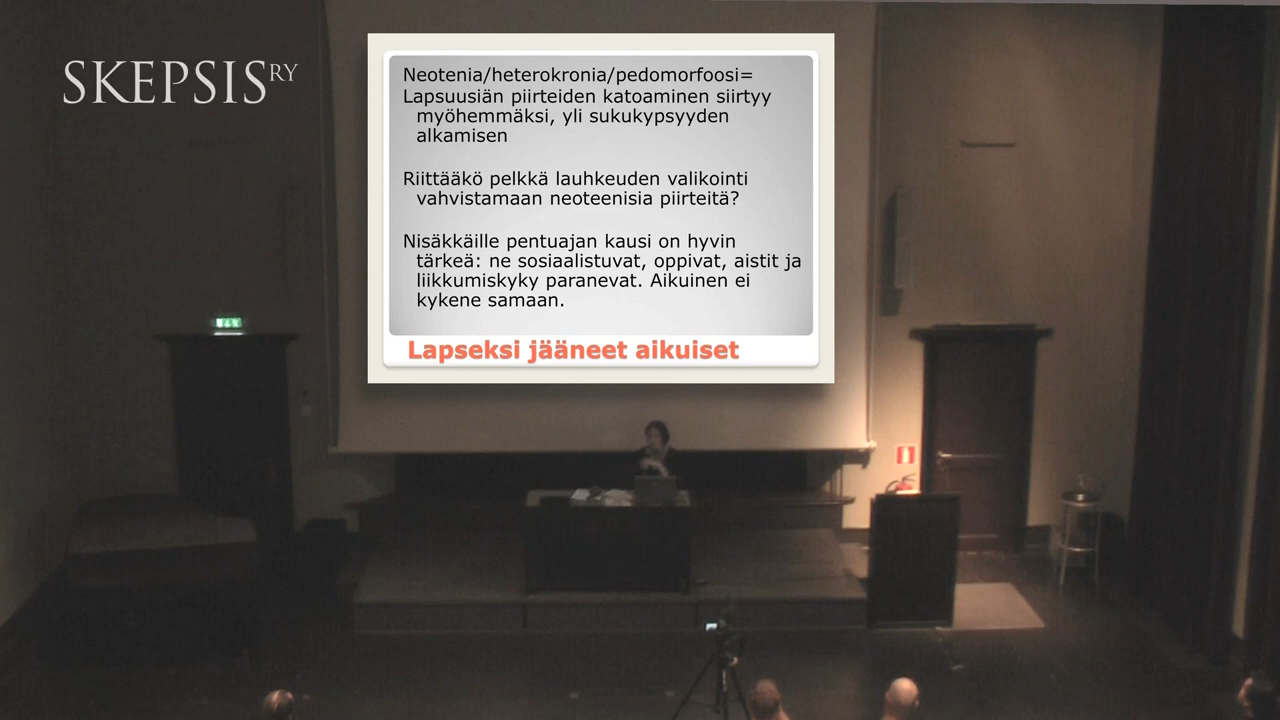 SKEPSIS RY
Neotenia/heterokronia/pedomorfoosi=
Lapsuusiän piirteiden katoaminen siirtyy
myöhemmäksi, yli sukukypsyyden
alkamisen
Riittääkö pelkkä lauhkeuden valikointi
vahvistamaan neoteenisia piirteitä?
Nisäkkäille pentuajan kausi on hyvin
tärkeä: ne sosiaalistuvat, oppivat, aistit ja
liikkumiskyky paranevat. Aikuinen ei
kykene samaan.
Lapseksi jääneet aikuiset